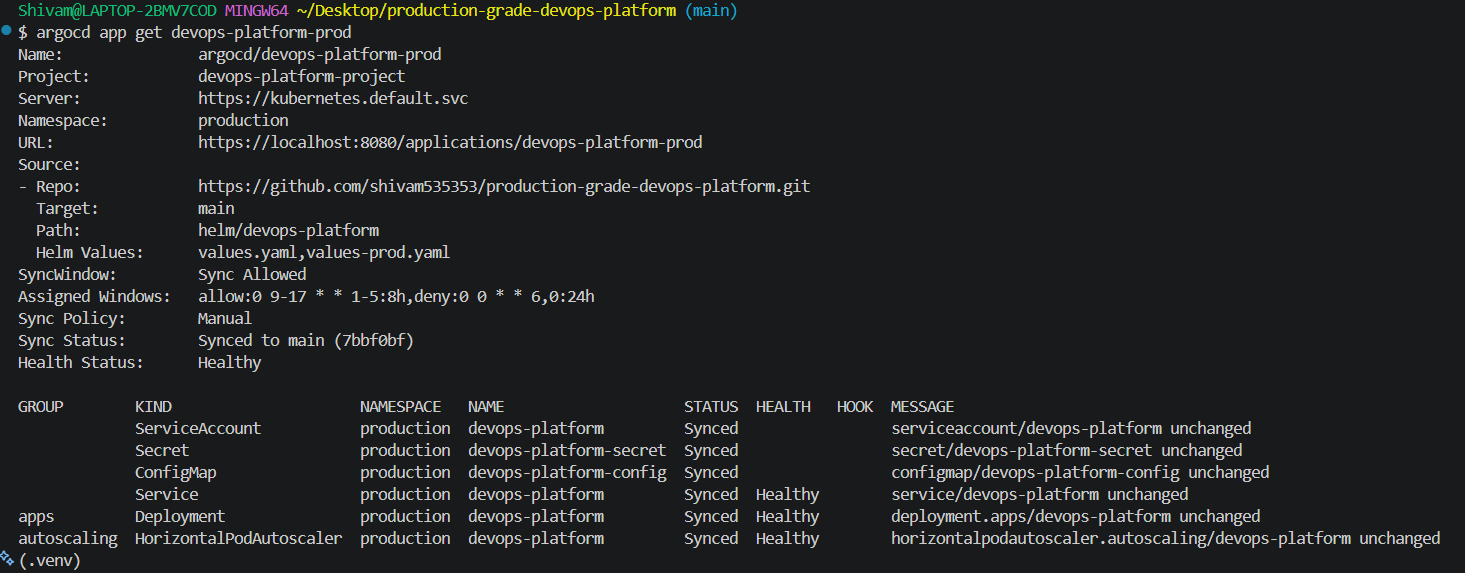 Shivam@LAPTOP-2BMV7COD MINGW64 ~/Desktop/production-grade-devops-platform (main)
$ argocd app get devops-platform-prod
Name:               argocd/devops-platform-prod
Project:            devops-platform-project
Server:             https://kubernetes.default.svc
Namespace:          production
URL:                https://localhost:8080/applications/devops-platform-prod
Source:
- Repo:             https://github.com/shivam535353/production-grade-devops-platform.git
  Target:           main
  Path:             helm/devops-platform
  Helm Values:      values.yaml,values-prod.yaml
SyncWindow:         Sync Allowed
Assigned Windows:   allow:0 9-17 * * 1-5:8h,deny:0 0 * * 6,0:24h
Sync Policy:        Manual
Sync Status:        Synced to main (7bbf0bf)
Health Status:      Healthy

GROUP        KIND                     NAMESPACE   NAME                    STATUS  HEALTH   HOOK  MESSAGE
             ServiceAccount           production  devops-platform         Synced                 serviceaccount/devops-platform unchanged
             Secret                   production  devops-platform-secret  Synced                 secret/devops-platform-secret unchanged
             ConfigMap                production  devops-platform-config  Synced                 configmap/devops-platform-config unchanged
             Service                  production  devops-platform         Synced  Healthy        service/devops-platform unchanged
apps         Deployment               production  devops-platform         Synced  Healthy        deployment.apps/devops-platform unchanged
autoscaling  HorizontalPodAutoscaler  production  devops-platform         Synced  Healthy        horizontalpodautoscaler.autoscaling/devops-platform unchanged
(.venv)